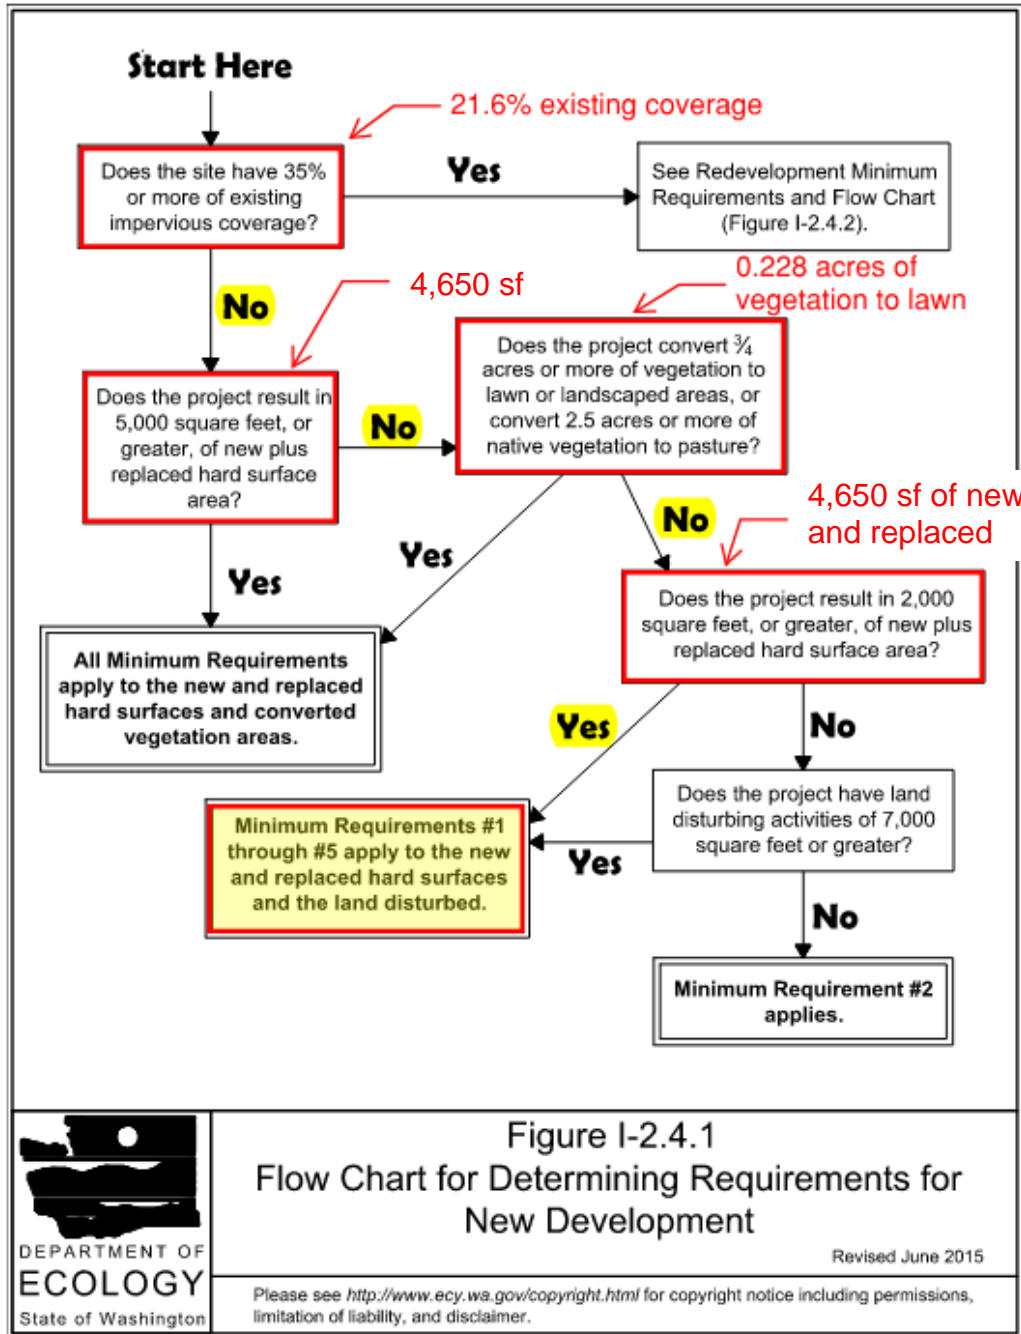 Start Here
21.6% existing coverage
Does the site have 35%
or more of existing
impervious coverage?
Yes
See Redevelopment Minimum
Requirements and Flow Chart
(Figure I-2.4.2).
No
4,650 sf
0.228 acres of
vegetation to lawn
Does the project result in
5,000 square feet, or
greater, of new plus
replaced hard surface
area?
No
Does the project convert ¾
acres or more of vegetation to
lawn or landscaped areas, or
convert 2.5 acres or more of
native vegetation to pasture?
Yes
Yes
No
4,650 sf of new
and replaced
All Minimum Requirements
apply to the new and replaced
hard surfaces and converted
vegetation areas.
Does the project result in 2,000
square feet, or greater, of new plus
replaced hard surface area?
Yes
No
Minimum Requirements #1
through #5 apply to the new
and replaced hard surfaces
and the land disturbed.
Yes
Does the project have land
disturbing activities of 7,000
square feet or greater?
No
Minimum Requirement #2
applies.
DEPARTMENT OF
ECOLOGY
State of Washington
Figure I-2.4.1
Flow Chart for Determining Requirements for
New Development
Revised June 2015
Please see http://www.ecy.wa.gov/copyright.html for copyright notice including permissions,
limitation of liability, and disclaimer.